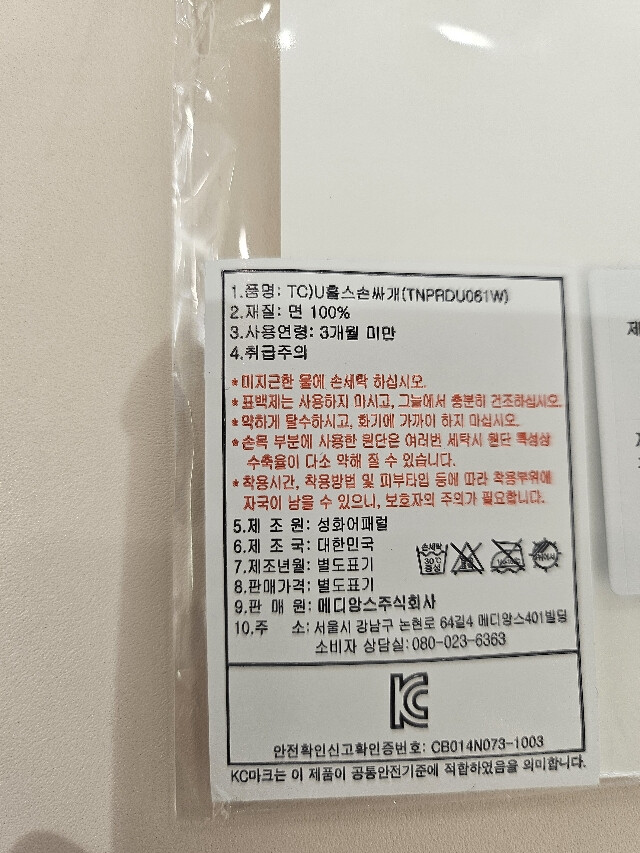 1.품명: TC)U홀스손싸개(TNPRDU061W)
2.재질: 면 100%
3.사용연령: 3개월 미만
4.취급주의
*미지근한 물에 손세탁 하십시오.
*표백제는 사용하지 마시고, 그늘에서 충분히 건조하십시오.
*약하게 탈수하시고, 화기에 가까이 하지 마십시오.
*손목 부분에 사용한 원단은 여러번 세탁시 원단 특성상
수축율이 다소 약해 질 수 있습니다.
*착용시간, 착용방법 및 피부타입 등에 따라 착용부위에
자국이 남을 수 있으니, 보호자의 주의가 필요합니다.
5.제 조 원: 성화어패럴
6.제 조 국: 대한민국
7.제조년월: 별도표기
8.판매가격: 별도표기
손세탁
30℃
중성
9.판 매 원: 메디앙스주식회사
10.주 소: 서울시 강남구 논현로 64길4 메디앙스401빌딩
소비자 상담실: 080-023-6363
KC
안전확인신고확인증번호: CB014N073-1003
KC마크는 이 제품이 공통안전기준에 적합하였음을 의미합니다.